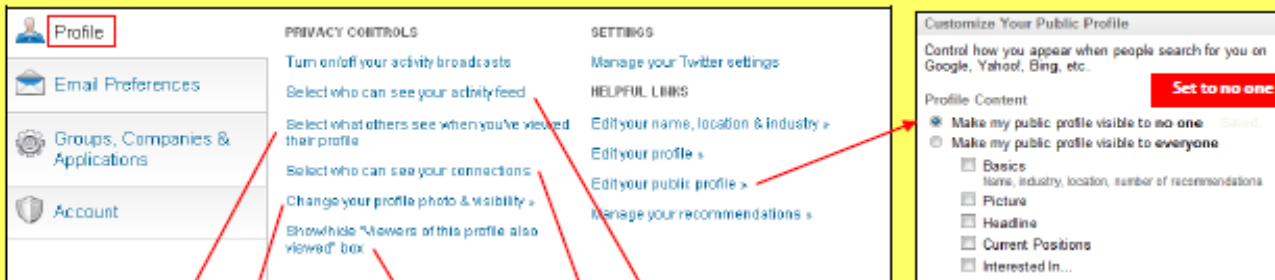 Profile
Email Preferences
Groups, Companies &
Applications
Account
PRIVACY CONTROLS
Turn on/off your activity broadcasts
Select who can see your activity feed
Select what others see when you've viewed
their profile
Select who can see your connections
Change your profile photo & visibility »
Show/hide "Viewers of this profile also
viewed" box
SETTINGS
Manage your Twitter settings
HELPFUL LINKS
Edit your name, location & industry »
Edit your profile »
Edit your public profile »
Manage your recommendations »
Customize Your Public Profile
Control how you appear when people search for you on
Google, Yahoo!, Bing, etc.
Set to no one
Profile Content
Make my public profile visible to no one Saved.
Make my public profile visible to everyone
Basics
Name, industry, location, number of recommendations
Picture
Headline
Current Positions
Interested In...